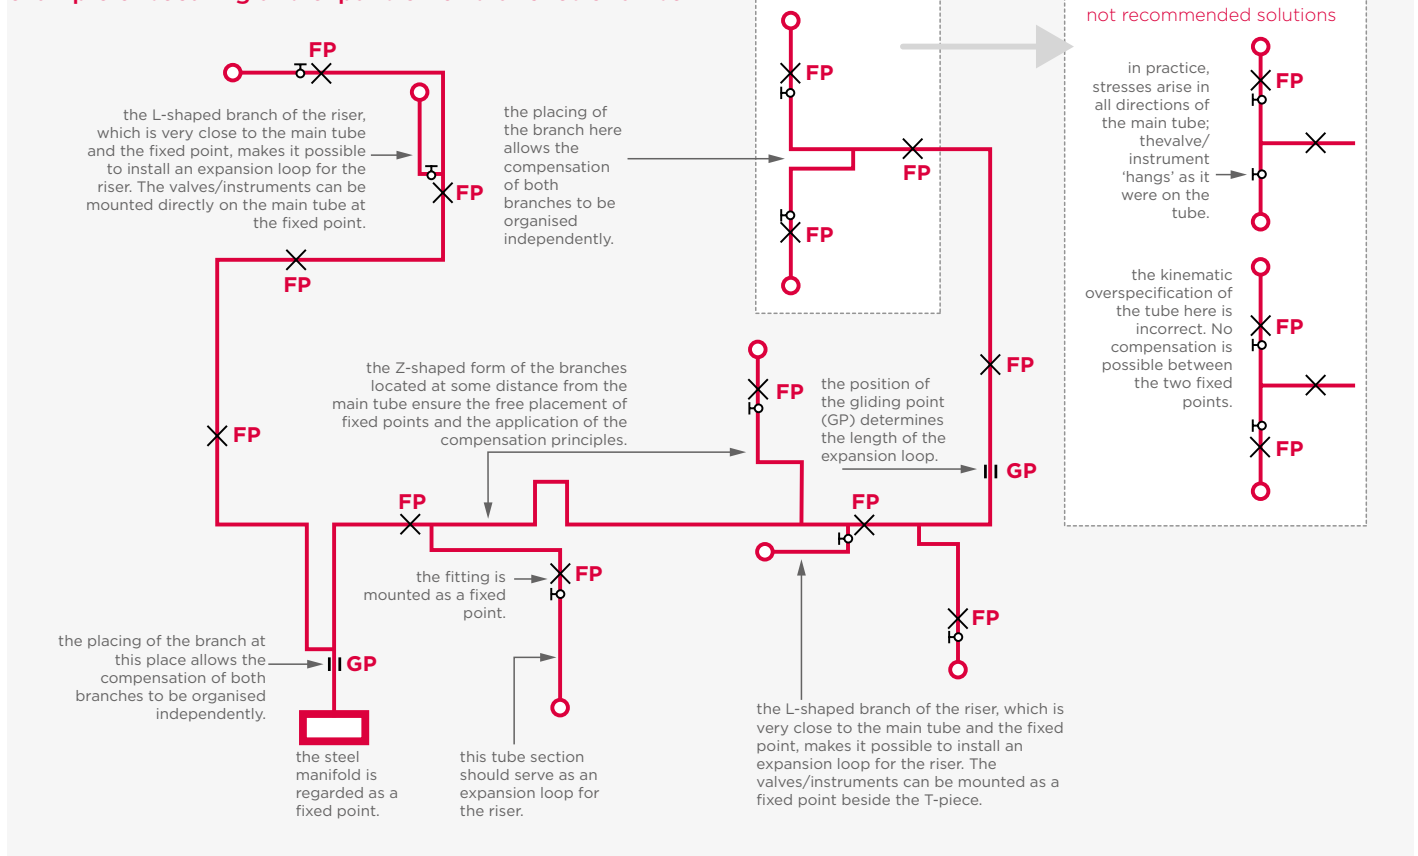 not recommended solutions
FP
the L-shaped branch of the riser,
which is very close to the main tube
and the fixed point, makes it possible
to install an expansion loop for the
riser. The valves/instruments can be
mounted directly on the main tube at
the fixed point.
FP
FP
FP
the placing of
the branch here
allows the
compensation
of both
branches to be
organised
independently.
FP
FP
FP
in practice,
stresses arise in
all directions of
the main tube;
thevalve/
instrument
‘hangs’ as it
were on the
tube.
FP
the kinematic
overspecification of
the tube here is
incorrect. No
compensation is
possible between
the two fixed
points.
FP
FP
the Z-shaped form of the branches
located at some distance from the
main tube ensure the free placement of
fixed points and the application of the
compensation principles.
FP
the position of
the gliding point
(GP) determines
the length of the
expansion loop.
FP
GP
FP
FP
the fitting is
mounted as a fixed
point.
FP
FP
the placing of the branch at
this place allows the
compensation of both
branches to be organised
independently.
GP
the steel
manifold is
regarded as a
fixed point.
this tube section
should serve as an
expansion loop for
the riser.
the L-shaped branch of the riser, which is
very close to the main tube and the fixed
point, makes it possible to install an
expansion loop for the riser. The
valves/instruments can be mounted as a
fixed point beside the T-piece.